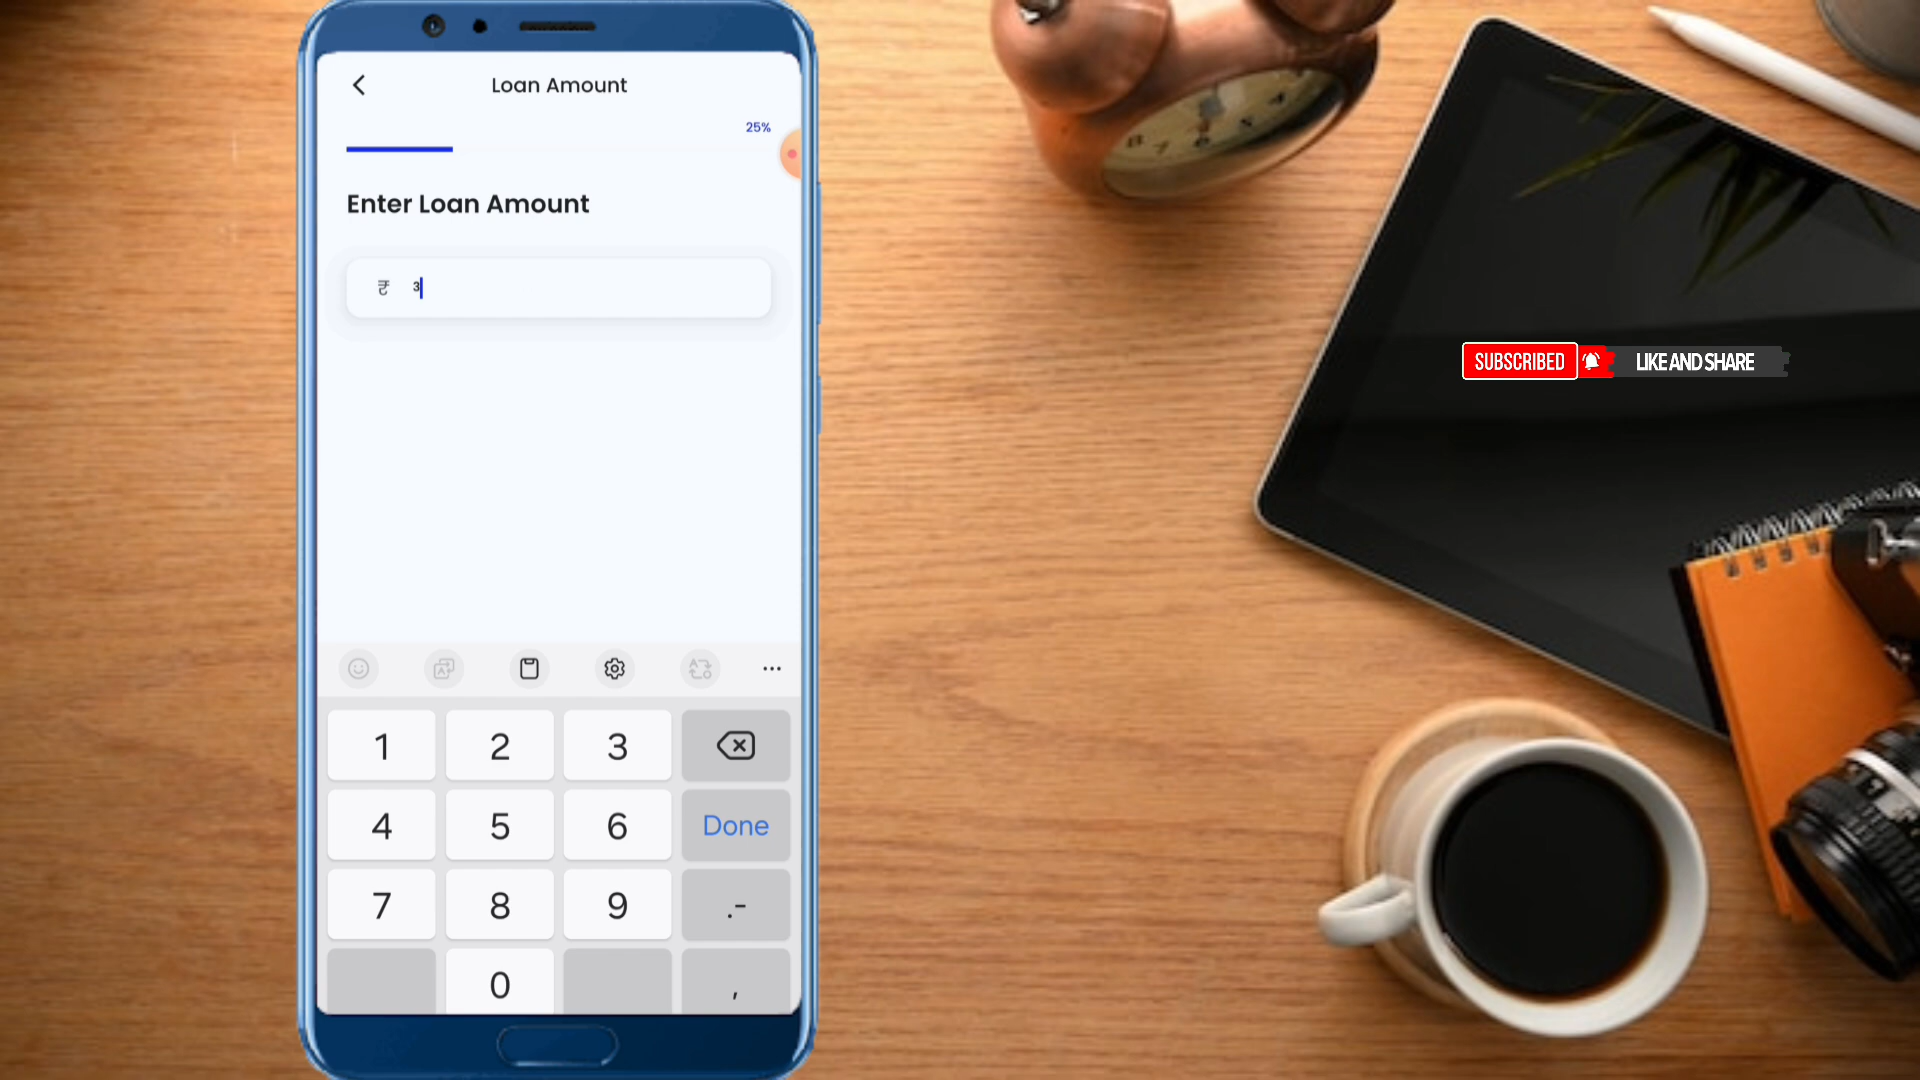 Loan Amount
25%
Enter Loan Amount
₹ 3
1 2 3
4 5 6 Done
7 8 9 .-
0 ,
SUBSCRIBED LIKE AND SHARE